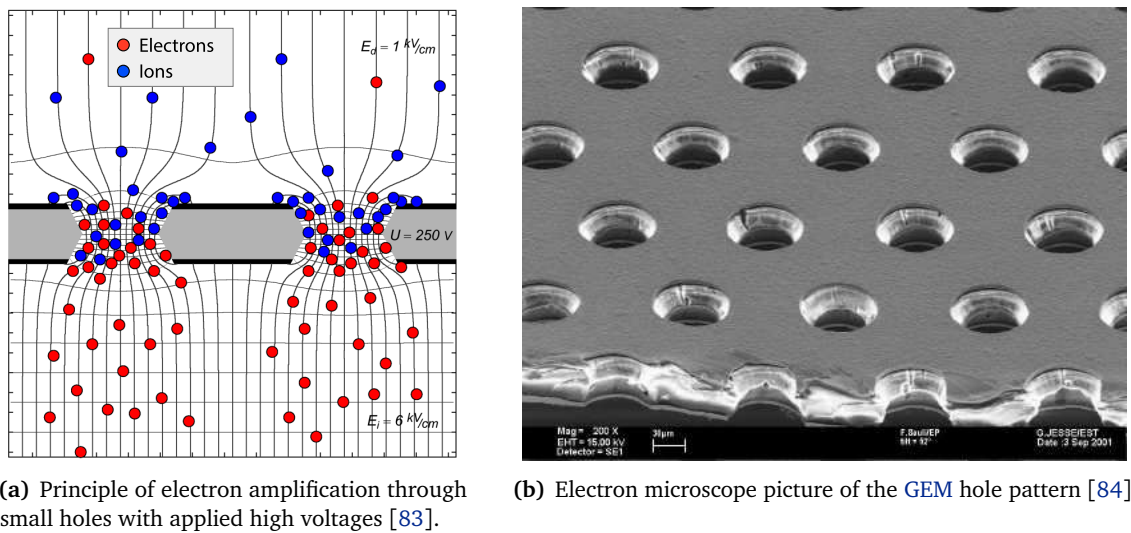 Electrons
Ions
E_d = 1 kV/cm
U = 250 V
E_i = 6 kV/cm
Mag = 200 X
EHT = 15.00 kV
Detector = SE1
30µm
F.Sauli/EP
tilt = 52°
G.JESSE/EST
Date :3 Sep 2001
(a) Principle of electron amplification through
small holes with applied high voltages [83].
(b) Electron microscope picture of the GEM hole pattern [84]